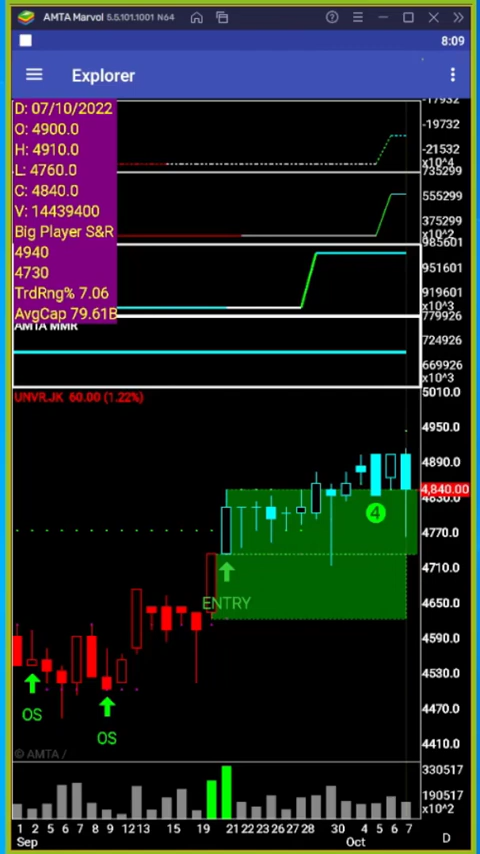 AMTA Marvol 5.5.101.1001 N64
8:09
Explorer
D: 07/10/2022
O: 4900.0
H: 4910.0
L: 4760.0
C: 4840.0
V: 14439400
Big Player S&R
4940
4730
TrdRng% 7.06
AvgCap 79.61B
AMTA MMR
-17932
-19732
-21532
x10^4
735299
555299
375299
x10^2
985601
951601
919601
x10^3
779926
724926
669926
x10^3
UNVR.JK 60.00 (1.22%)
5010.0
4950.0
4890.0
4,840.00
4830.0
4770.0
4710.0
4650.0
4590.0
4530.0
4470.0
4410.0
4
ENTRY
OS
OS
© AMTA /
330517
190517
x10^2
1 2 5 6 7 8 9 12 13 15 19 21 22 23 26 27 28 30 4 5 6 7
Sep Oct
D